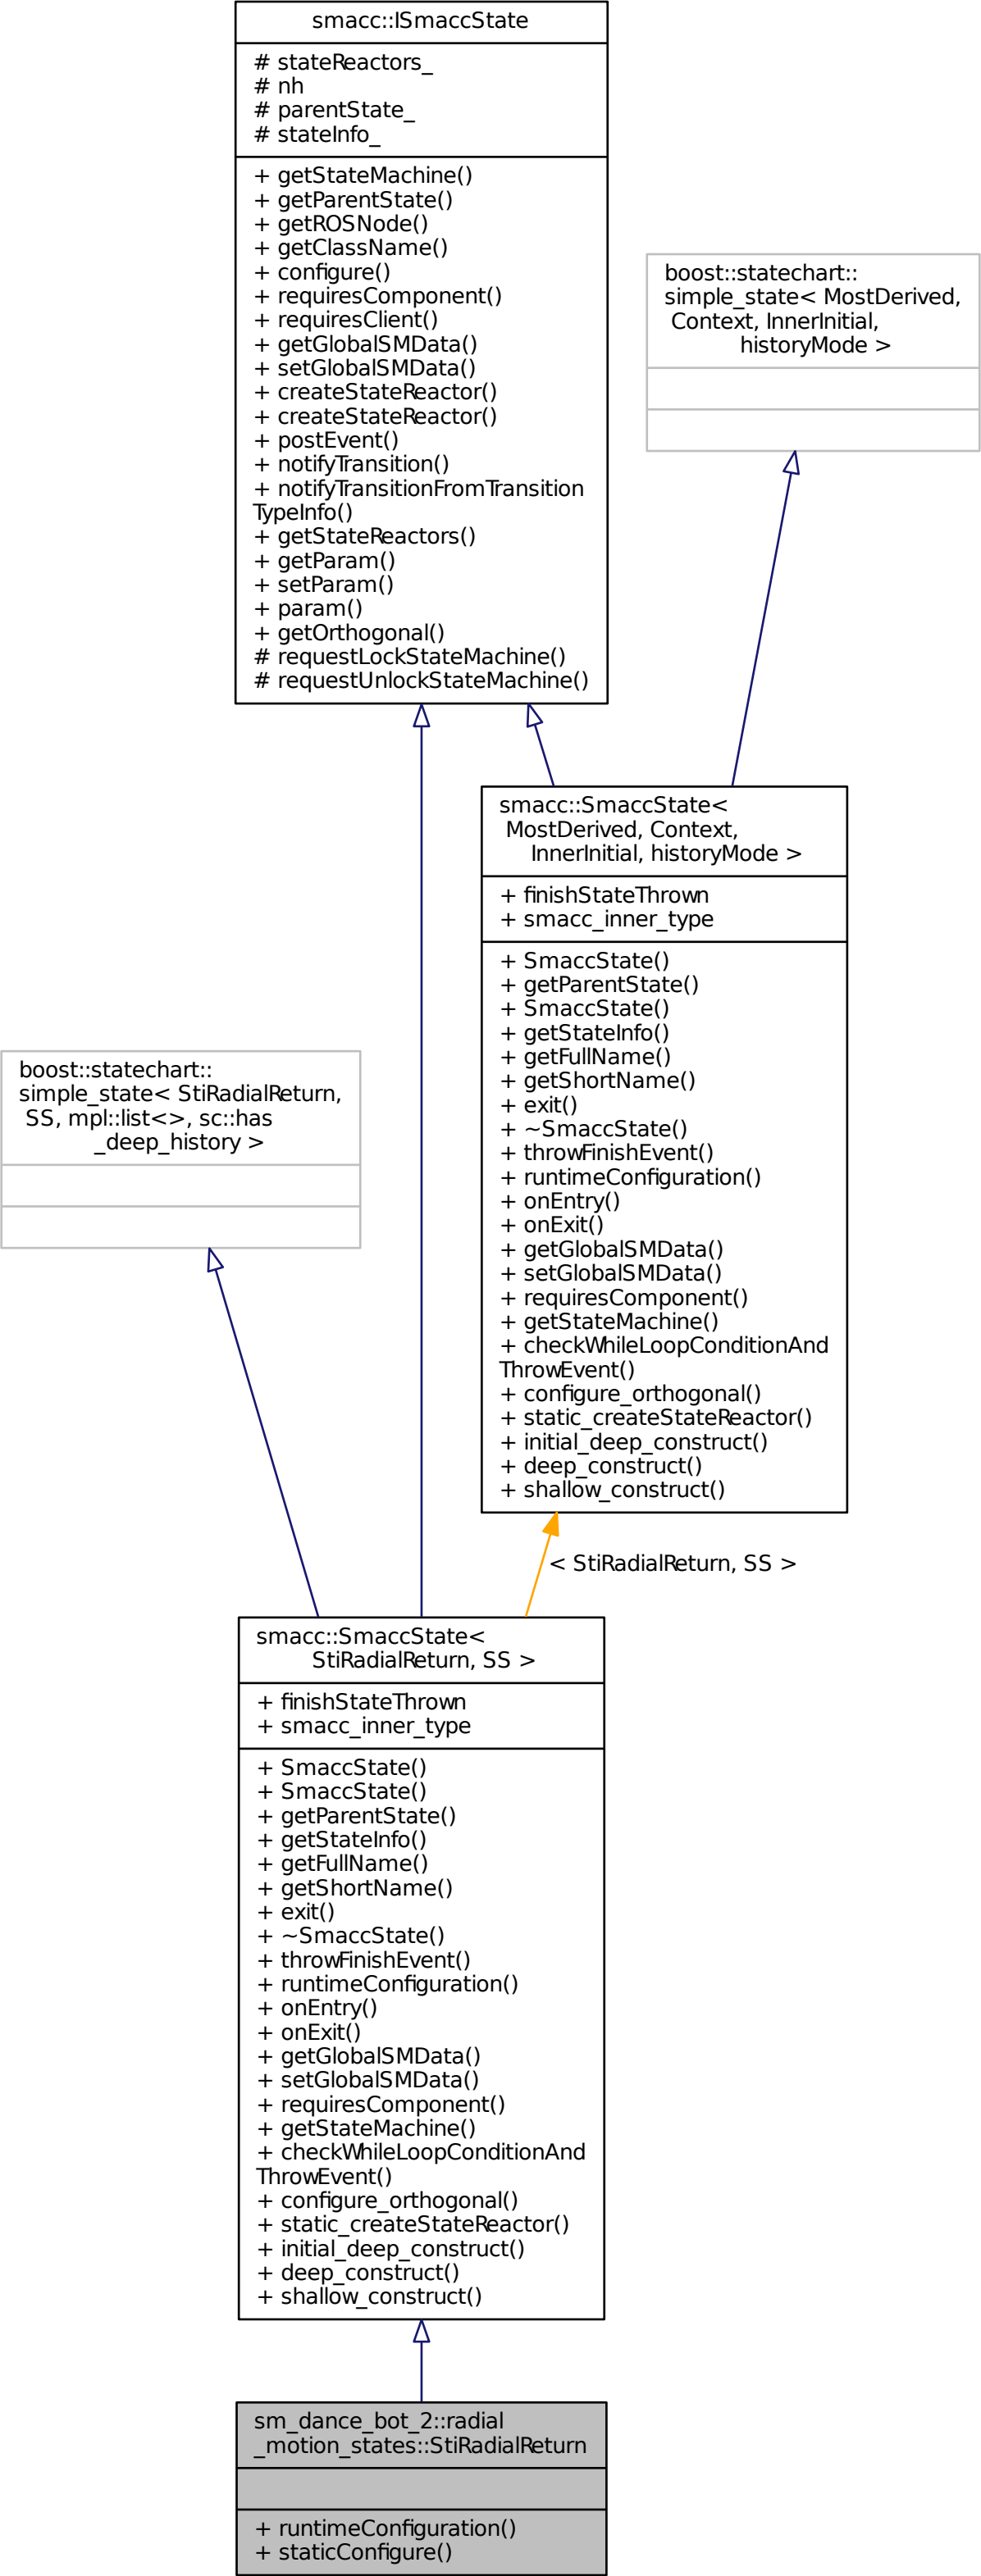 smacc::ISmaccState
# stateReactors_
# nh
# parentState_
# stateInfo_
+ getStateMachine()
+ getParentState()
+ getROSNode()
+ getClassName()
+ configure()
+ requiresComponent()
+ requiresClient()
+ getGlobalSMData()
+ setGlobalSMData()
+ createStateReactor()
+ createStateReactor()
+ postEvent()
+ notifyTransition()
+ notifyTransitionFromTransition
TypeInfo()
+ getStateReactors()
+ getParam()
+ setParam()
+ param()
+ getOrthogonal()
# requestLockStateMachine()
# requestUnlockStateMachine()
boost::statechart::
simple_state< MostDerived,
Context, InnerInitial,
historyMode >
smacc::SmaccState<
MostDerived, Context,
InnerInitial, historyMode >
+ finishStateThrown
+ smacc_inner_type
+ SmaccState()
+ getParentState()
+ SmaccState()
+ getStateInfo()
+ getFullName()
+ getShortName()
+ exit()
+ ~SmaccState()
+ throwFinishEvent()
+ runtimeConfiguration()
+ onEntry()
+ onExit()
+ getGlobalSMData()
+ setGlobalSMData()
+ requiresComponent()
+ getStateMachine()
+ checkWhileLoopConditionAnd
ThrowEvent()
+ configure_orthogonal()
+ static_createStateReactor()
+ initial_deep_construct()
+ deep_construct()
+ shallow_construct()
boost::statechart::
simple_state< StiRadialReturn,
SS, mpl::list<>, sc::has
_deep_history >
< StiRadialReturn, SS >
smacc::SmaccState<
StiRadialReturn, SS >
+ finishStateThrown
+ smacc_inner_type
+ SmaccState()
+ SmaccState()
+ getParentState()
+ getStateInfo()
+ getFullName()
+ getShortName()
+ exit()
+ ~SmaccState()
+ throwFinishEvent()
+ runtimeConfiguration()
+ onEntry()
+ onExit()
+ getGlobalSMData()
+ setGlobalSMData()
+ requiresComponent()
+ getStateMachine()
+ checkWhileLoopConditionAnd
ThrowEvent()
+ configure_orthogonal()
+ static_createStateReactor()
+ initial_deep_construct()
+ deep_construct()
+ shallow_construct()
sm_dance_bot_2::radial
_motion_states::StiRadialReturn
+ runtimeConfiguration()
+ staticConfigure()